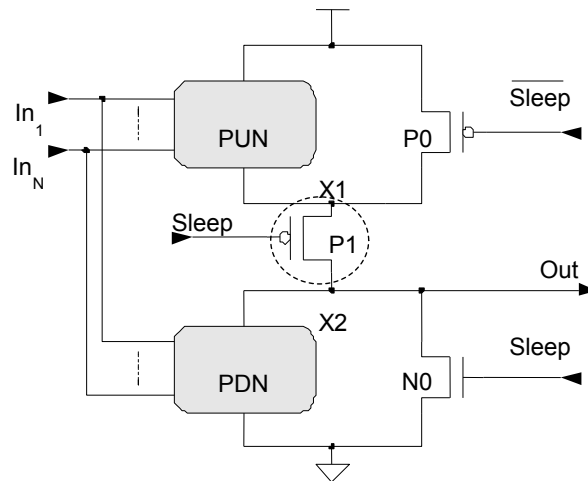 In1
Sleep
PUN
P0
InN
X1
Sleep
P1
Out
X2
Sleep
PDN
N0